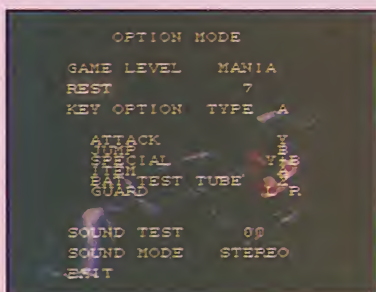 OPTION MODE
GAME LEVEL MANIA
REST 7
KEY OPTION TYPE A
ATTACK Y
JUMP B
SPECIAL Y+B
ITEM
BAT/TEST TUBE
GUARD L R
SOUND TEST 00
SOUND MODE STEREO
EXIT